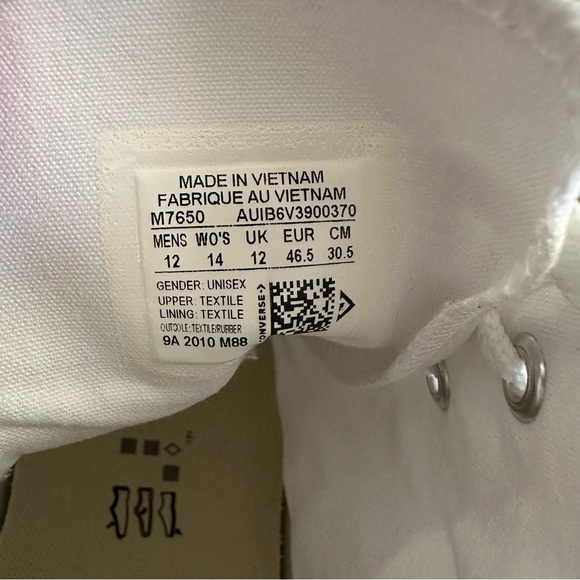 MADE IN VIETNAM
FABRIQUE AU VIETNAM
M7650 AUIB6V3900370
MENS WO'S UK EUR CM
12 14 12 46.5 30.5
GENDER: UNISEX
UPPER: TEXTILE
LINING: TEXTILE
OUTSOLE: TEXTILE/RUBBER
9A 2010 M88
CONVERSE